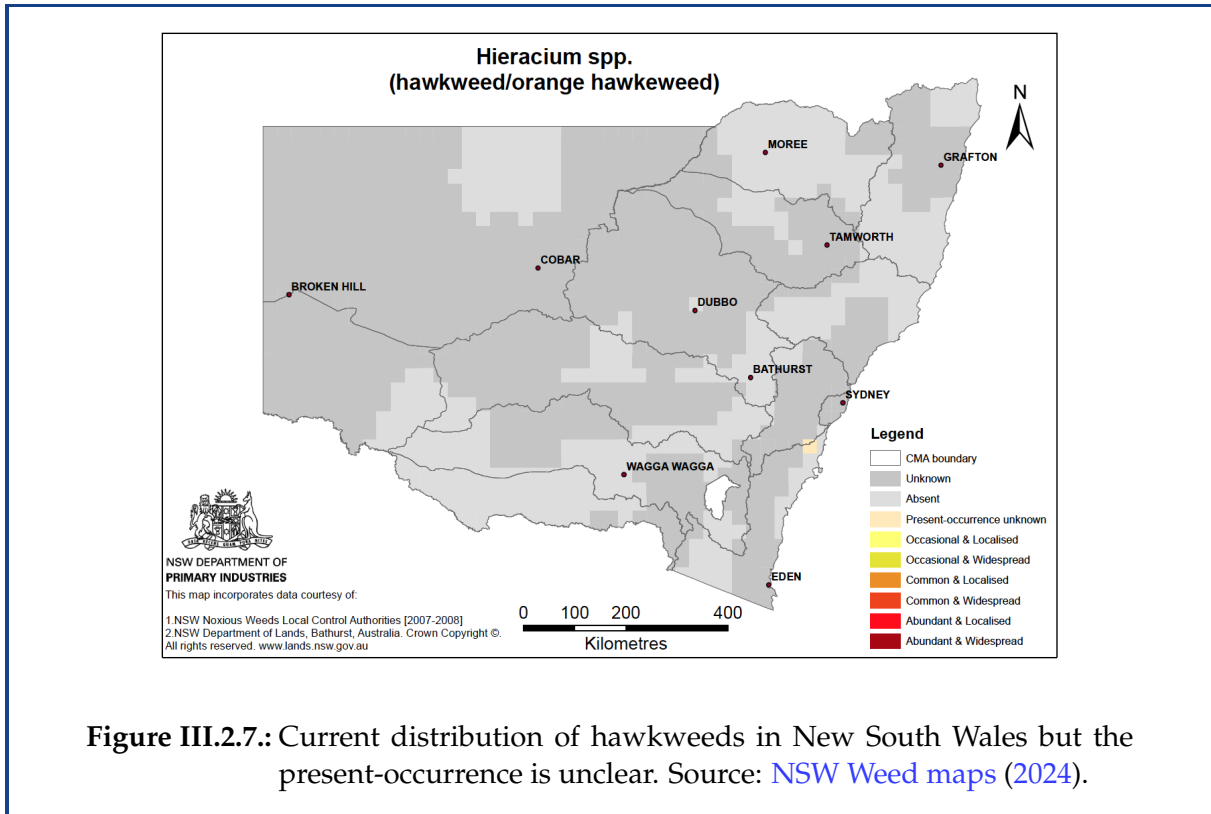 Hieracium spp.
(hawkweed/orange hawkeweed)
N
MOREE
GRAFTON
TAMWORTH
COBAR
BROKEN HILL
DUBBO
BATHURST
SYDNEY
WAGGA WAGGA
EDEN
Legend
CMA boundary
Unknown
Absent
Present-occurrence unknown
Occasional & Localised
Occasional & Widespread
Common & Localised
Common & Widespread
Abundant & Localised
Abundant & Widespread
NSW DEPARTMENT OF
PRIMARY INDUSTRIES
This map incorporates data courtesy of:
1.NSW Noxious Weeds Local Control Authorities [2007-2008]
2.NSW Department of Lands, Bathurst, Australia. Crown Copyright ©.
All rights reserved. www.lands.nsw.gov.au
0 100 200 400
Kilometres
Figure III.2.7.: Current distribution of hawkweeds in New South Wales but the
present-occurrence is unclear. Source: NSW Weed maps (2024).